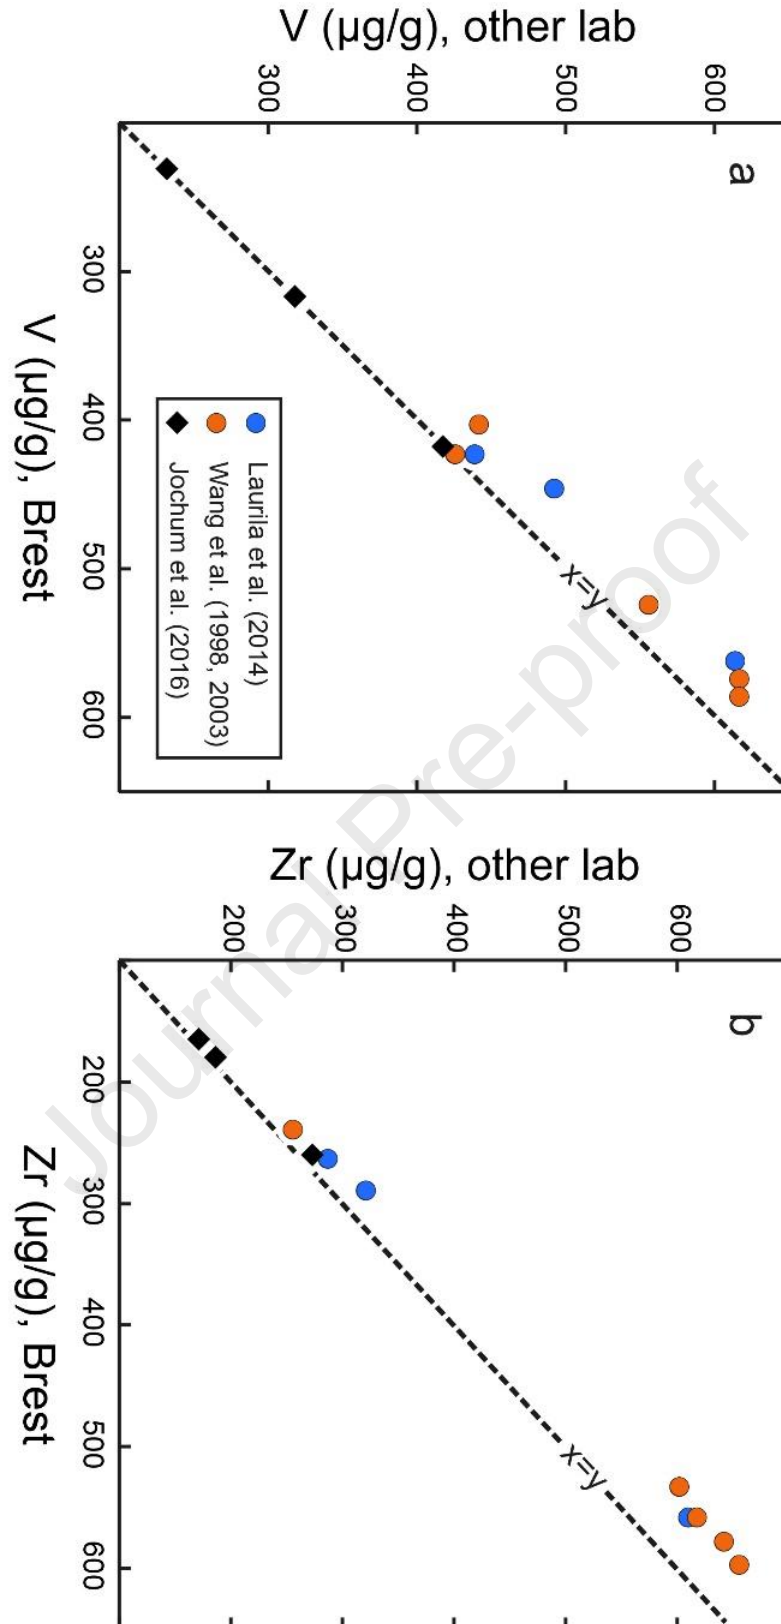 a
V (µg/g), other lab
600
500
400
300
x=y
Laurila et al. (2014)
Wang et al. (1998, 2003)
Jochum et al. (2016)
300
400
500
600
V (µg/g), Brest
b
Zr (µg/g), other lab
600
500
400
300
200
x=y
200
300
400
500
600
Zr (µg/g), Brest
Journal Pre-proof